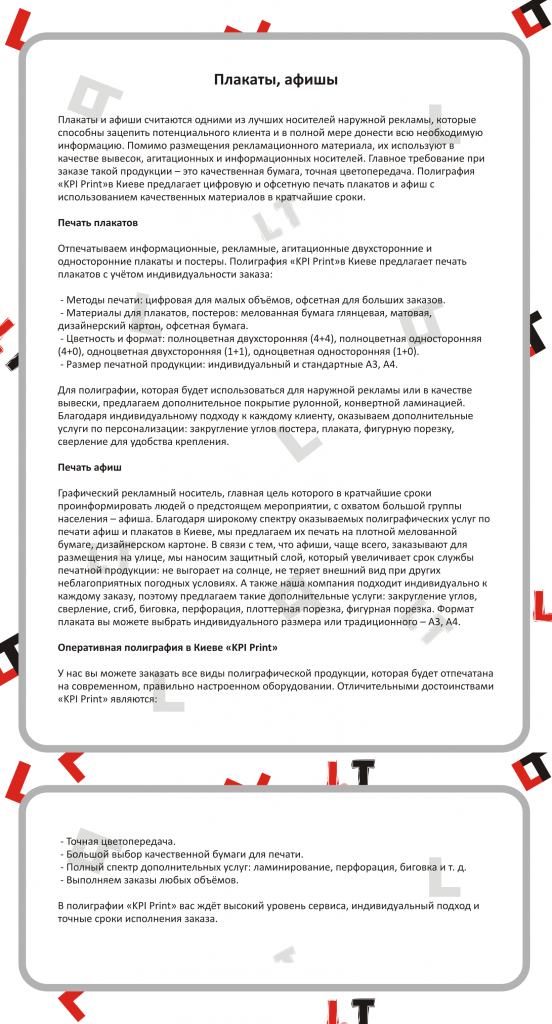 Плакаты, афишы
Плакаты и афиши считаются одними из лучших носителей наружной рекламы, которые
способны зацепить потенциального клиента и в полной мере донести всю необходимую
информацию. Помимо размещения рекламационного материала, их используют в
качестве вывесок, агитационных и информационных носителей. Главное требование при
заказе такой продукции – это качественная бумага, точная цветопередача. Полиграфия
«KPI Print»в Киеве предлагает цифровую и офсетную печать плакатов и афиш с
использованием качественных материалов в кратчайшие сроки.
Печать плакатов
Отпечатываем информационные, рекламные, агитационные двухсторонние и
односторонние плакаты и постеры. Полиграфия «KPI Print»в Киеве предлагает печать
плакатов с учётом индивидуальности заказа:
- Методы печати: цифровая для малых объёмов, офсетная для больших заказов.
- Материалы для плакатов, постеров: мелованная бумага глянцевая, матовая,
дизайнерский картон, офсетная бумага.
- Цветность и формат: полноцветная двухсторонняя (4+4), полноцветная односторонняя
(4+0), одноцветная двухсторонняя (1+1), одноцветная односторонняя (1+0).
- Размер печатной продукции: индивидуальный и стандартные А3, А4.
Для полиграфии, которая будет использоваться для наружной рекламы или в качестве
вывески, предлагаем дополнительное покрытие рулонной, конвертной ламинацией.
Благодаря индивидуальному подходу к каждому клиенту, оказываем дополнительные
услуги по персонализации: закругление углов постера, плаката, фигурную порезку,
сверление для удобства крепления.
Печать афиш
Графический рекламный носитель, главная цель которого в кратчайшие сроки
проинформировать людей о предстоящем мероприятии, с охватом большой группы
населения – афиша. Благодаря широкому спектру оказываемых полиграфических услуг по
печати афиш и плакатов в Киеве, мы предлагаем их печать на плотной мелованной
бумаге, дизайнерском картоне. В связи с тем, что афиши, чаще всего, заказывают для
размещения на улице, мы наносим защитный слой, который увеличивает срок службы
печатной продукции: не выгорает на солнце, не теряет внешний вид при других
неблагоприятных погодных условиях. А также наша компания подходит индивидуально к
каждому заказу, поэтому предлагаем такие дополнительные услуги: закругление углов,
сверление, сгиб, биговка, перфорация, плоттерная порезка, фигурная порезка. Формат
плаката вы можете выбрать индивидуального размера или традиционного – А3, А4.
Оперативная полиграфия в Киеве «KPI Print»
У нас вы можете заказать все виды полиграфической продукции, которая будет отпечатана
на современном, правильно настроенном оборудовании. Отличительными достоинствами
«KPI Print» являются:
- Точная цветопередача.
- Большой выбор качественной бумаги для печати.
- Полный спектр дополнительных услуг: ламинирование, перфорация, биговка и т. д.
- Выполняем заказы любых объёмов.
В полиграфии «KPI Print» вас ждёт высокий уровень сервиса, индивидуальный подход и
точные сроки исполнения заказа.